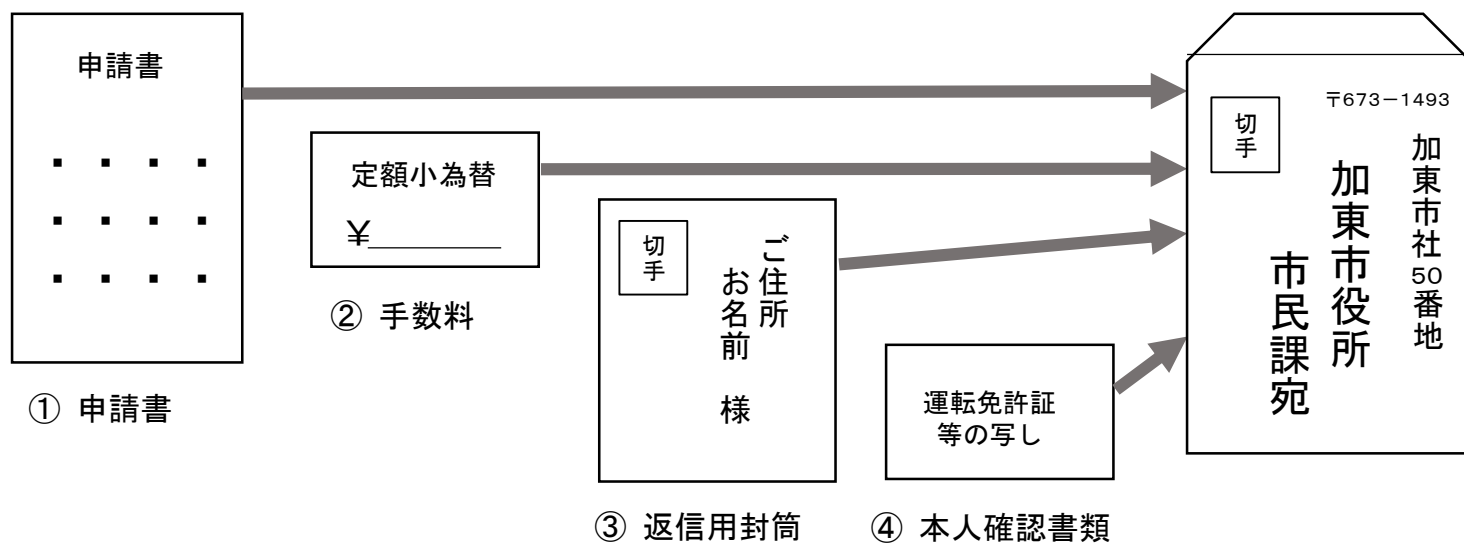 申請書
① 申請書
定額小為替
¥________
② 手数料
切手
ご住所
お名前 様
③ 返信用封筒
運転免許証
等の写し
④ 本人確認書類
〒673－1493
切手
加東市社50番地
加東市役所
市民課宛